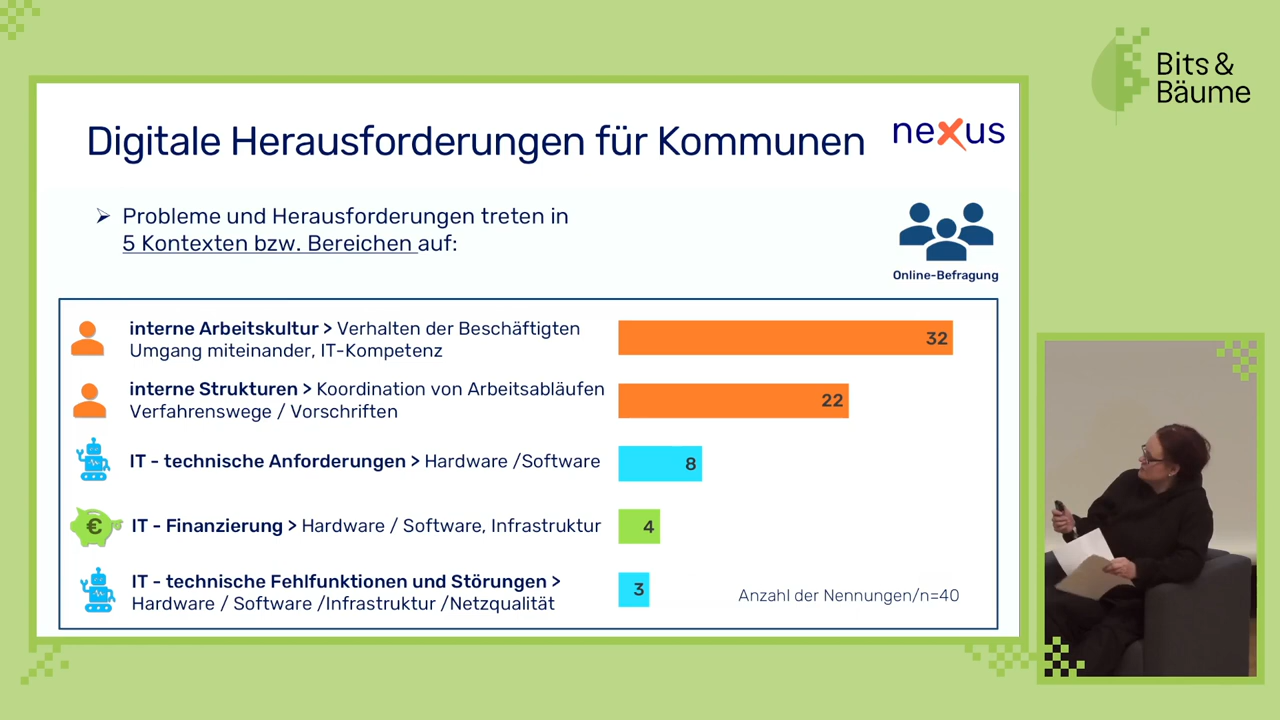 Bits &
Bäume
Digitale Herausforderungen für Kommunen
nexus
➢ Probleme und Herausforderungen treten in
5 Kontexten bzw. Bereichen auf:
Online-Befragung
interne Arbeitskultur > Verhalten der Beschäftigten
Umgang miteinander, IT-Kompetenz
32
interne Strukturen > Koordination von Arbeitsabläufen
Verfahrenswege / Vorschriften
22
IT - technische Anforderungen > Hardware /Software
8
€
IT - Finanzierung > Hardware / Software, Infrastruktur
4
IT - technische Fehlfunktionen und Störungen >
Hardware / Software /Infrastruktur /Netzqualität
3
Anzahl der Nennungen/n=40